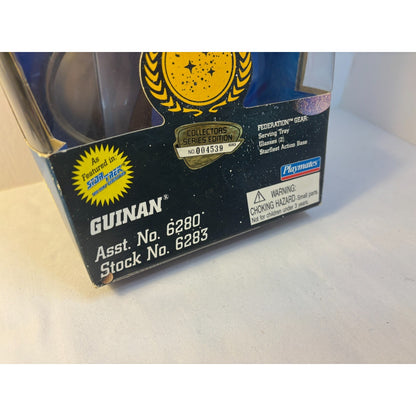 COLLECTORS
SERIES EDITION
NO. 004539
FEDERATION™ GEAR:
Serving Tray
Glasses (2)
Starfleet Action Base
As
Featured in
STAR TREK
GUINAN®
Asst. No. 6280
Stock No. 6283
Playmates
WARNING:
CHOKING HAZARD-Small parts.
Not for children under 3 years.